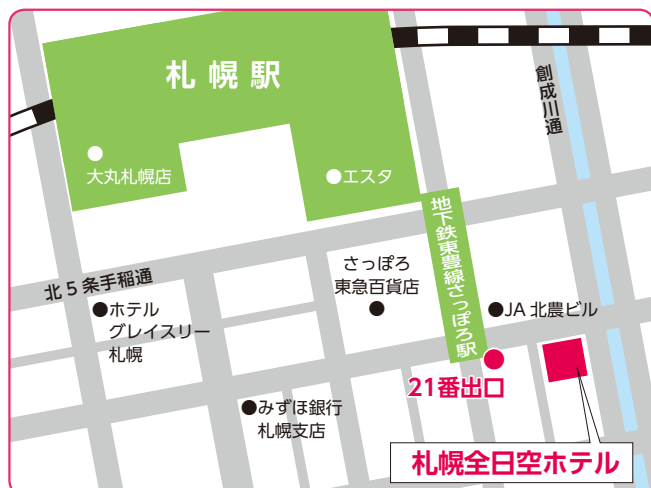 札幌駅
創成川通
大丸札幌店
エスタ
地下鉄東豊線さっぽろ駅
北5条手稲通
さっぽろ
東急百貨店
ホテル
グレイスリー
札幌
JA北農ビル
21番出口
みずほ銀行
札幌支店
札幌全日空ホテル